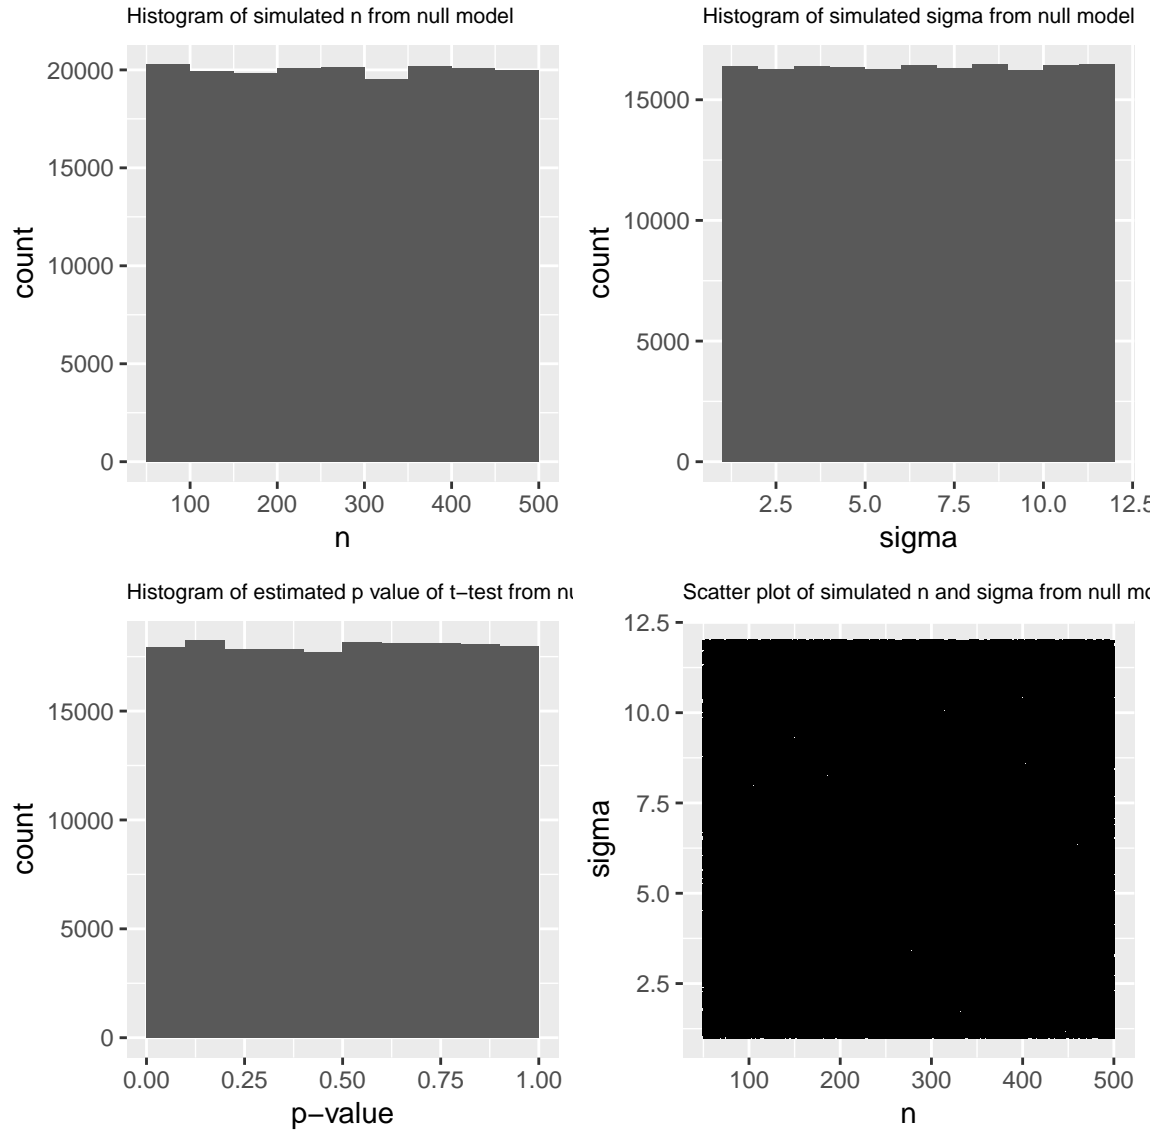 Histogram of simulated n from null model
20000
15000
10000
5000
0
count
100 200 300 400 500
n
Histogram of simulated sigma from null model
15000
10000
5000
0
count
2.5 5.0 7.5 10.0 12.5
sigma
Histogram of estimated p value of t−test from nu
15000
10000
5000
0
count
0.00 0.25 0.50 0.75 1.00
p−value
Scatter plot of simulated n and sigma from null mo
12.5
10.0
7.5
5.0
2.5
sigma
100 200 300 400 500
n